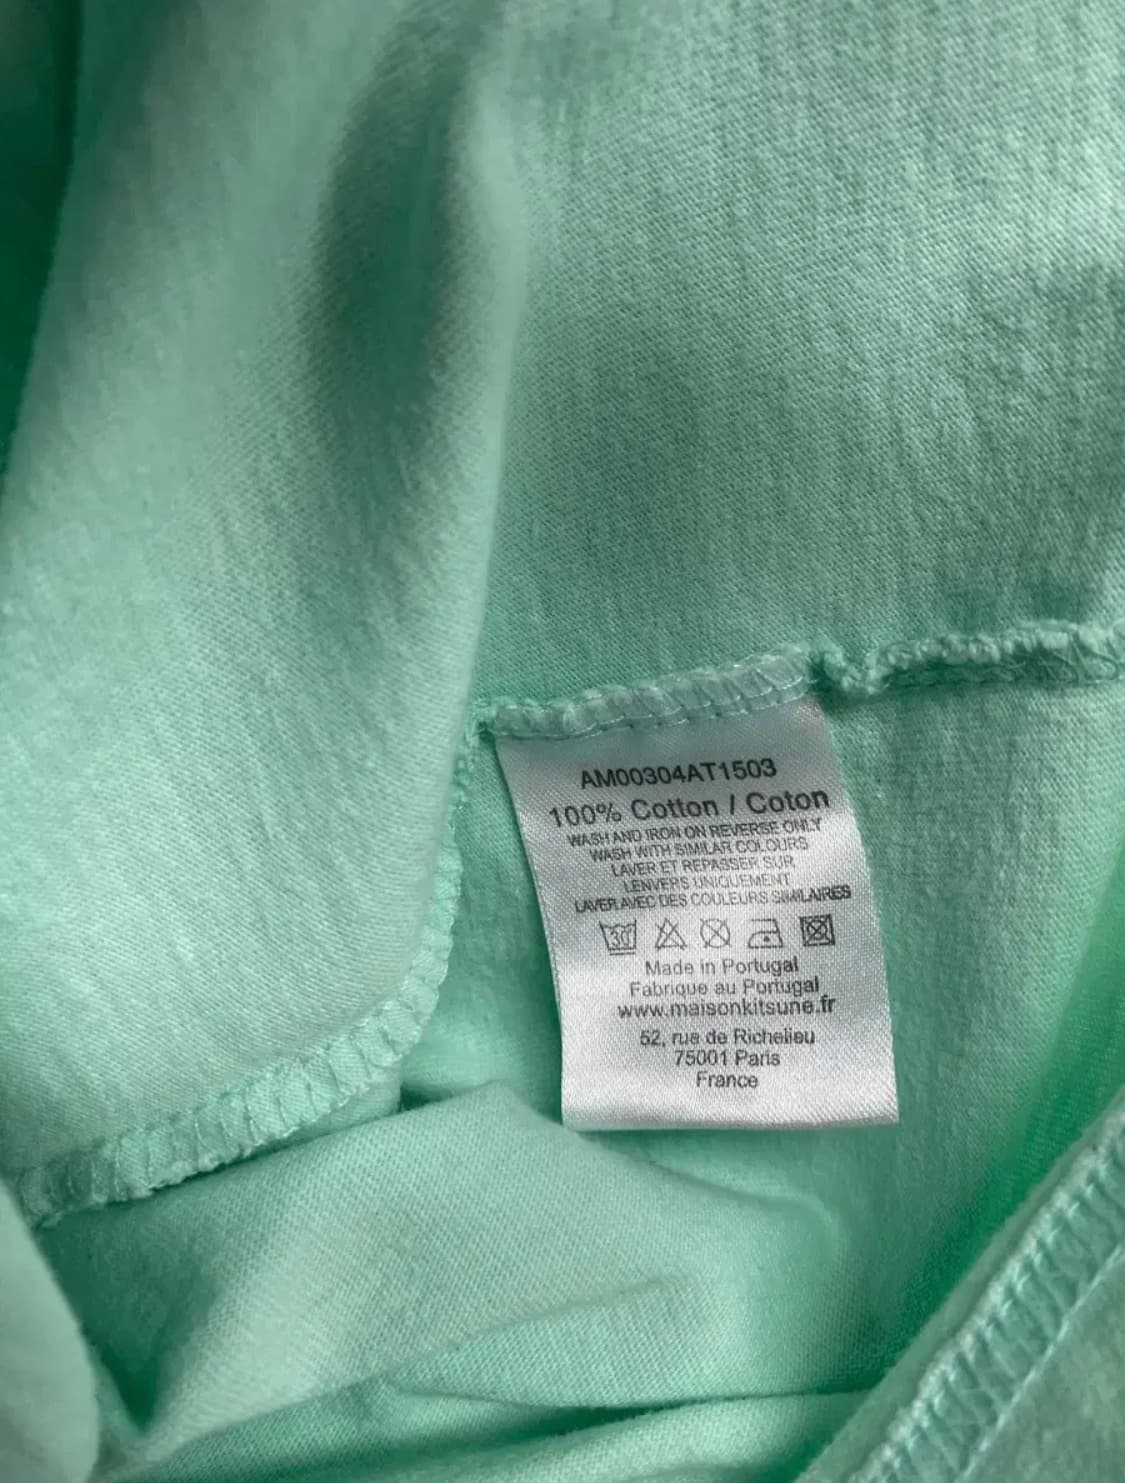 AM00304AT1503
100% Cotton / Coton
WASH AND IRON ON REVERSE ONLY
WASH WITH SIMILAR COLOURS
LAVER ET REPASSER SUR
LENVERS UNIQUEMENT
LAVER AVEC DES COULEURS SIMILAIRES
30
Made in Portugal
Fabrique au Portugal
www.maisonkitsune.fr
52, rue de Richelieu
75001 Paris
France